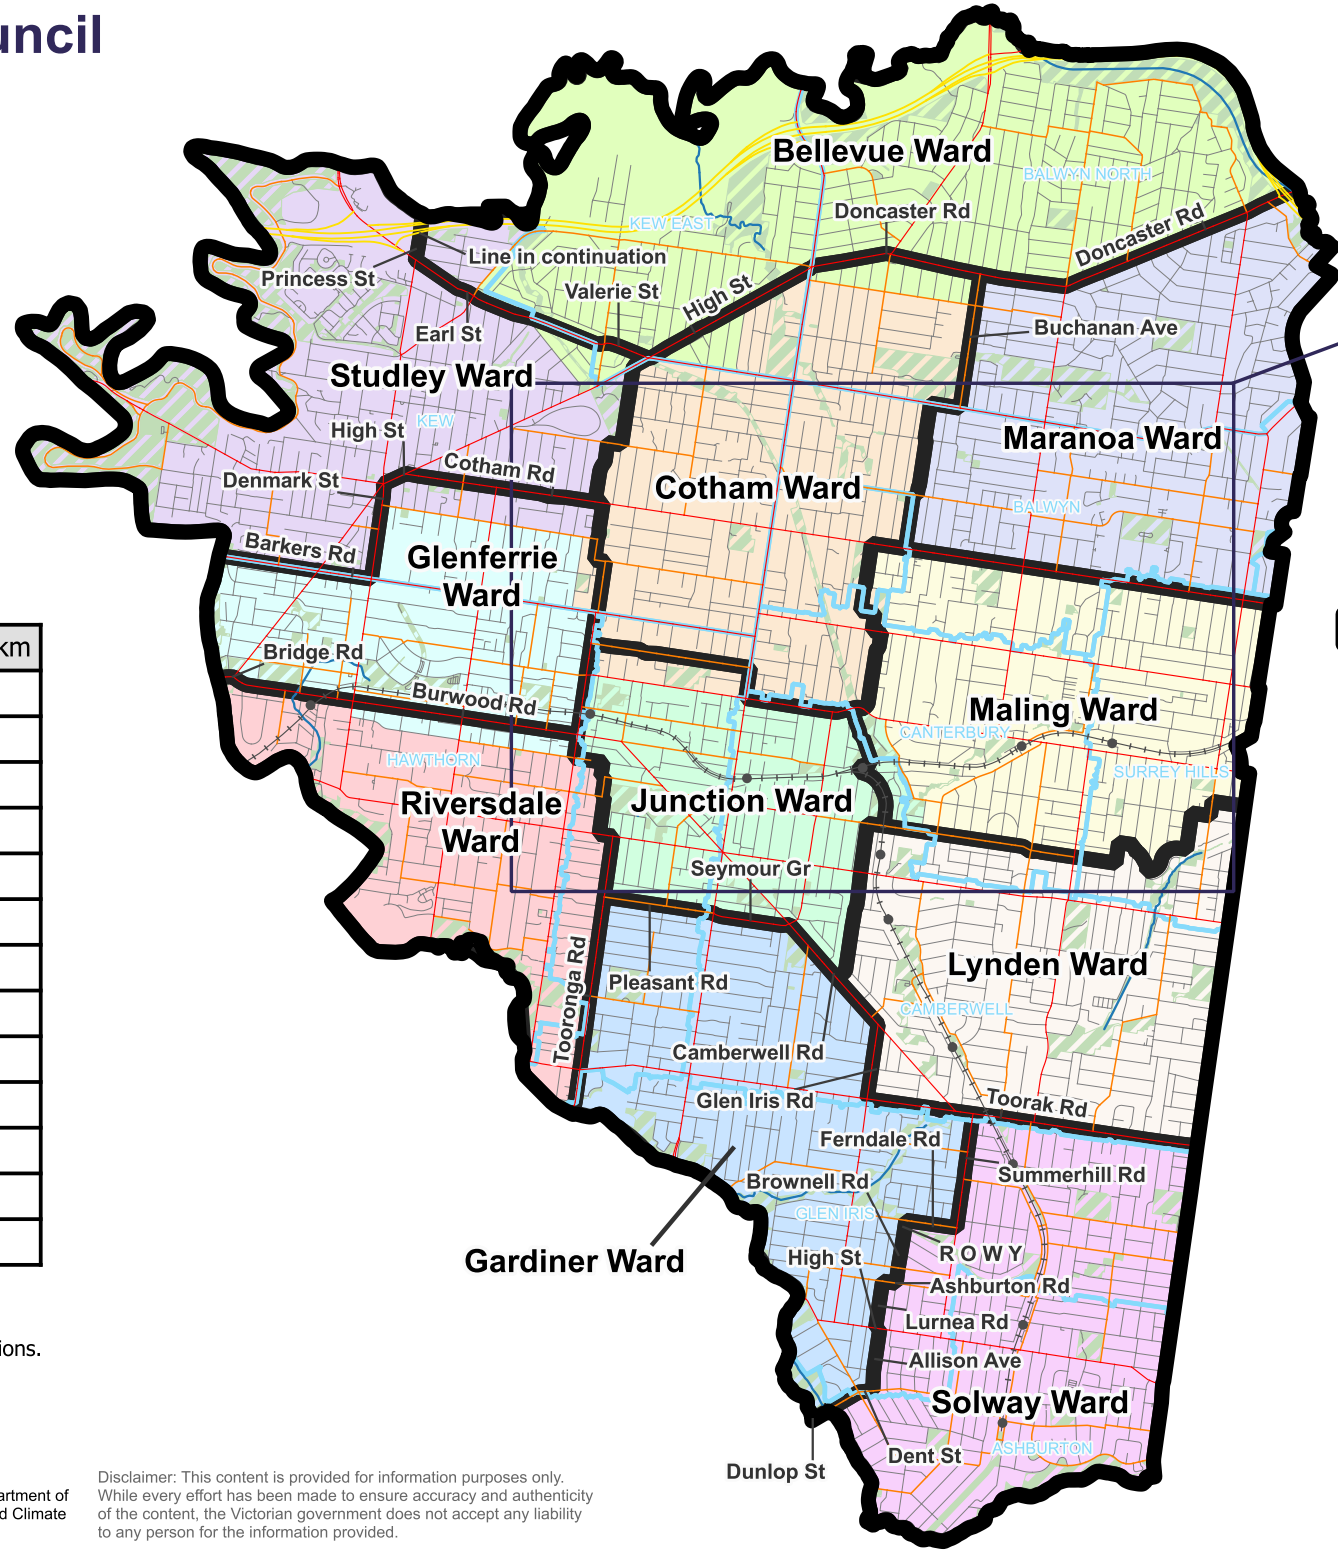 uncil
Bellevue Ward
BALWYN NORTH
KEW EAST
Doncaster Rd
Doncaster Rd
Line in continuation
Princess St
Valerie St
High St
Earl St
Buchanan Ave
Studley Ward
KEW
High St
Maranoa Ward
Cotham Rd
Denmark St
Cotham Ward
BALWYN
Barkers Rd
Glenferrie
Ward
km
Bridge Rd
Burwood Rd
Maling Ward
CANTERBURY
HAWTHORN
SURREY HILLS
Riversdale
Ward
Junction Ward
Seymour Gr
Tooronga Rd
Pleasant Rd
Lynden Ward
CAMBERWELL
Camberwell Rd
Glen Iris Rd
Toorak Rd
Ferndale Rd
Summerhill Rd
Brownell Rd
GLEN IRIS
Gardiner Ward
High St
R O W Y
Ashburton Rd
Lurnea Rd
ions.
Allison Ave
Solway Ward
ASHBURTON
Dent St
Dunlop St
artment of
d Climate
Disclaimer: This content is provided for information purposes only.
While every effort has been made to ensure accuracy and authenticity
of the content, the Victorian government does not accept any liability
to any person for the information provided.